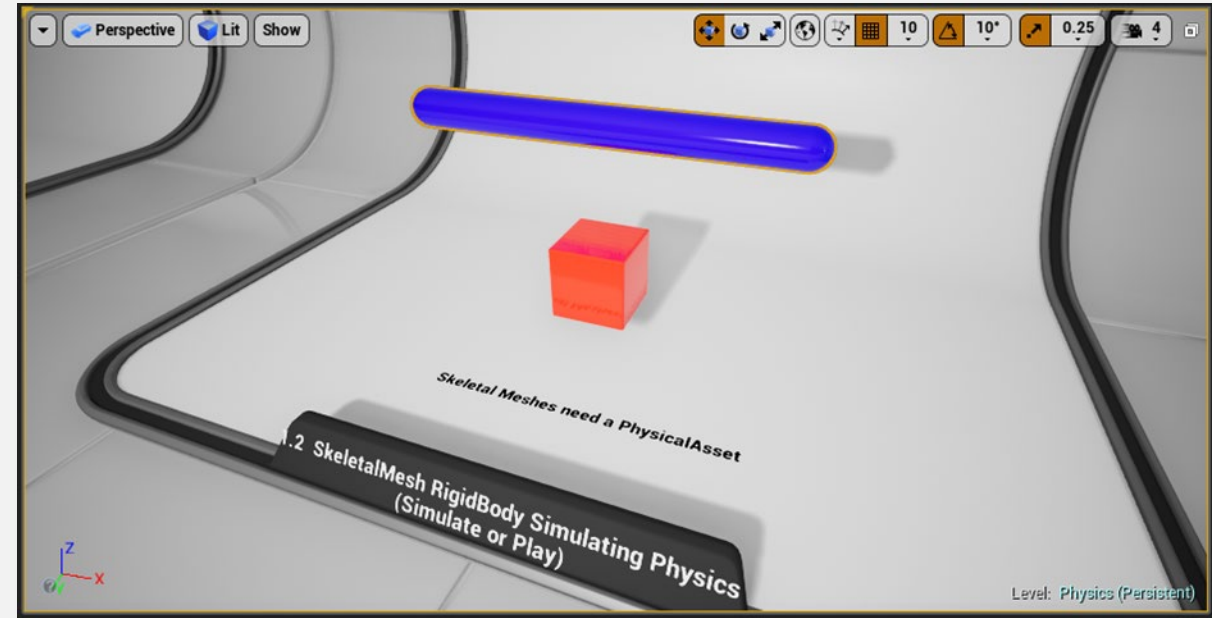 Perspective
Lit
Show
10
10°
0.25
4
Skeletal Meshes need a PhysicalAsset
1.2 SkeletalMesh RigidBody Simulating Physics
(Simulate or Play)
Z
X
Level: Physics (Persistent)